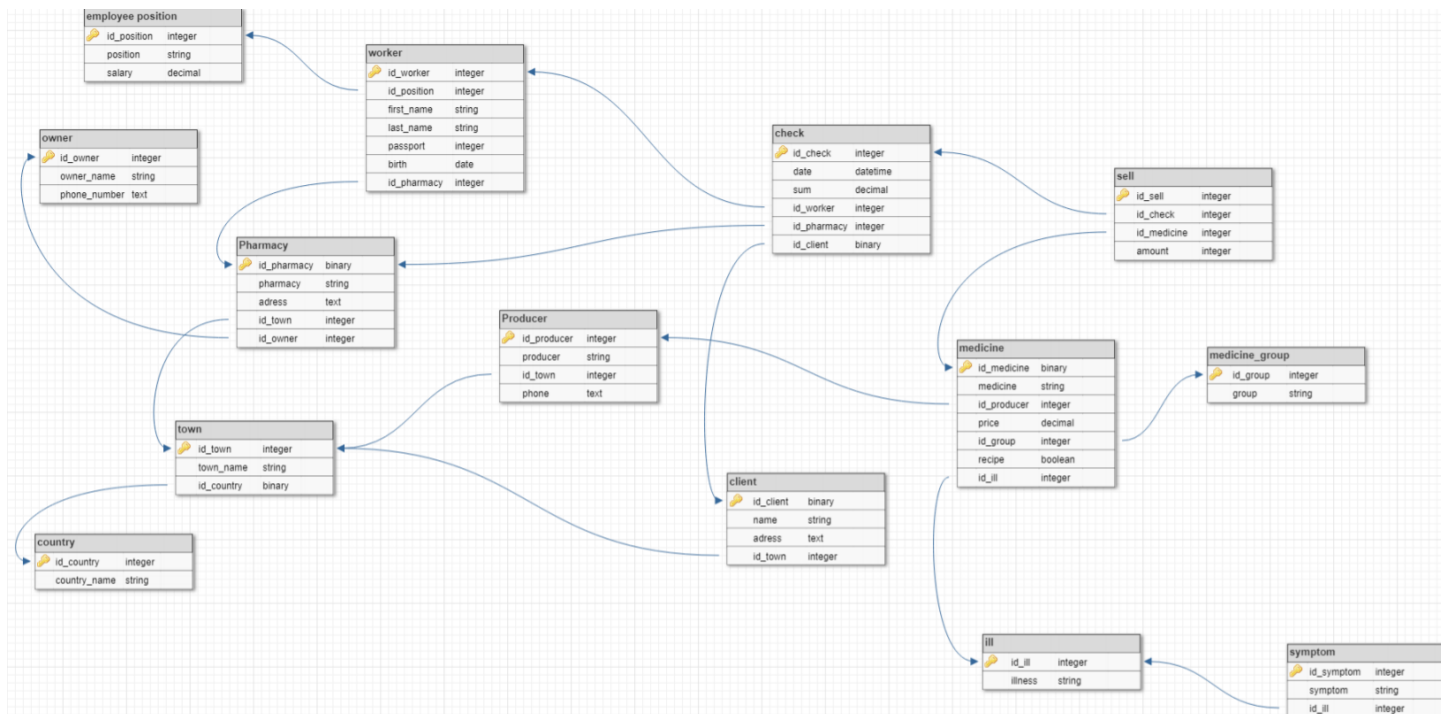 employee position
id_position integer
position string
salary decimal
worker
id_worker integer
id_position integer
first_name string
last_name string
passport integer
birth date
id_pharmacy integer
owner
id_owner integer
owner_name string
phone_number text
check
id_check integer
date datetime
sum decimal
id_worker integer
id_pharmacy integer
id_client binary
sell
id_sell integer
id_check integer
id_medicine integer
amount integer
Pharmacy
id_pharmacy binary
pharmacy string
adress text
id_town integer
id_owner integer
Producer
id_producer integer
producer string
id_town integer
phone text
medicine
id_medicine binary
medicine string
id_producer integer
price decimal
id_group integer
recipe boolean
id_ill integer
medicine_group
id_group integer
group string
town
id_town integer
town_name string
id_country binary
client
id_client binary
name string
adress text
id_town integer
country
id_country integer
country_name string
ill
id_ill integer
illness string
symptom
id_symptom integer
symptom string
id_ill integer